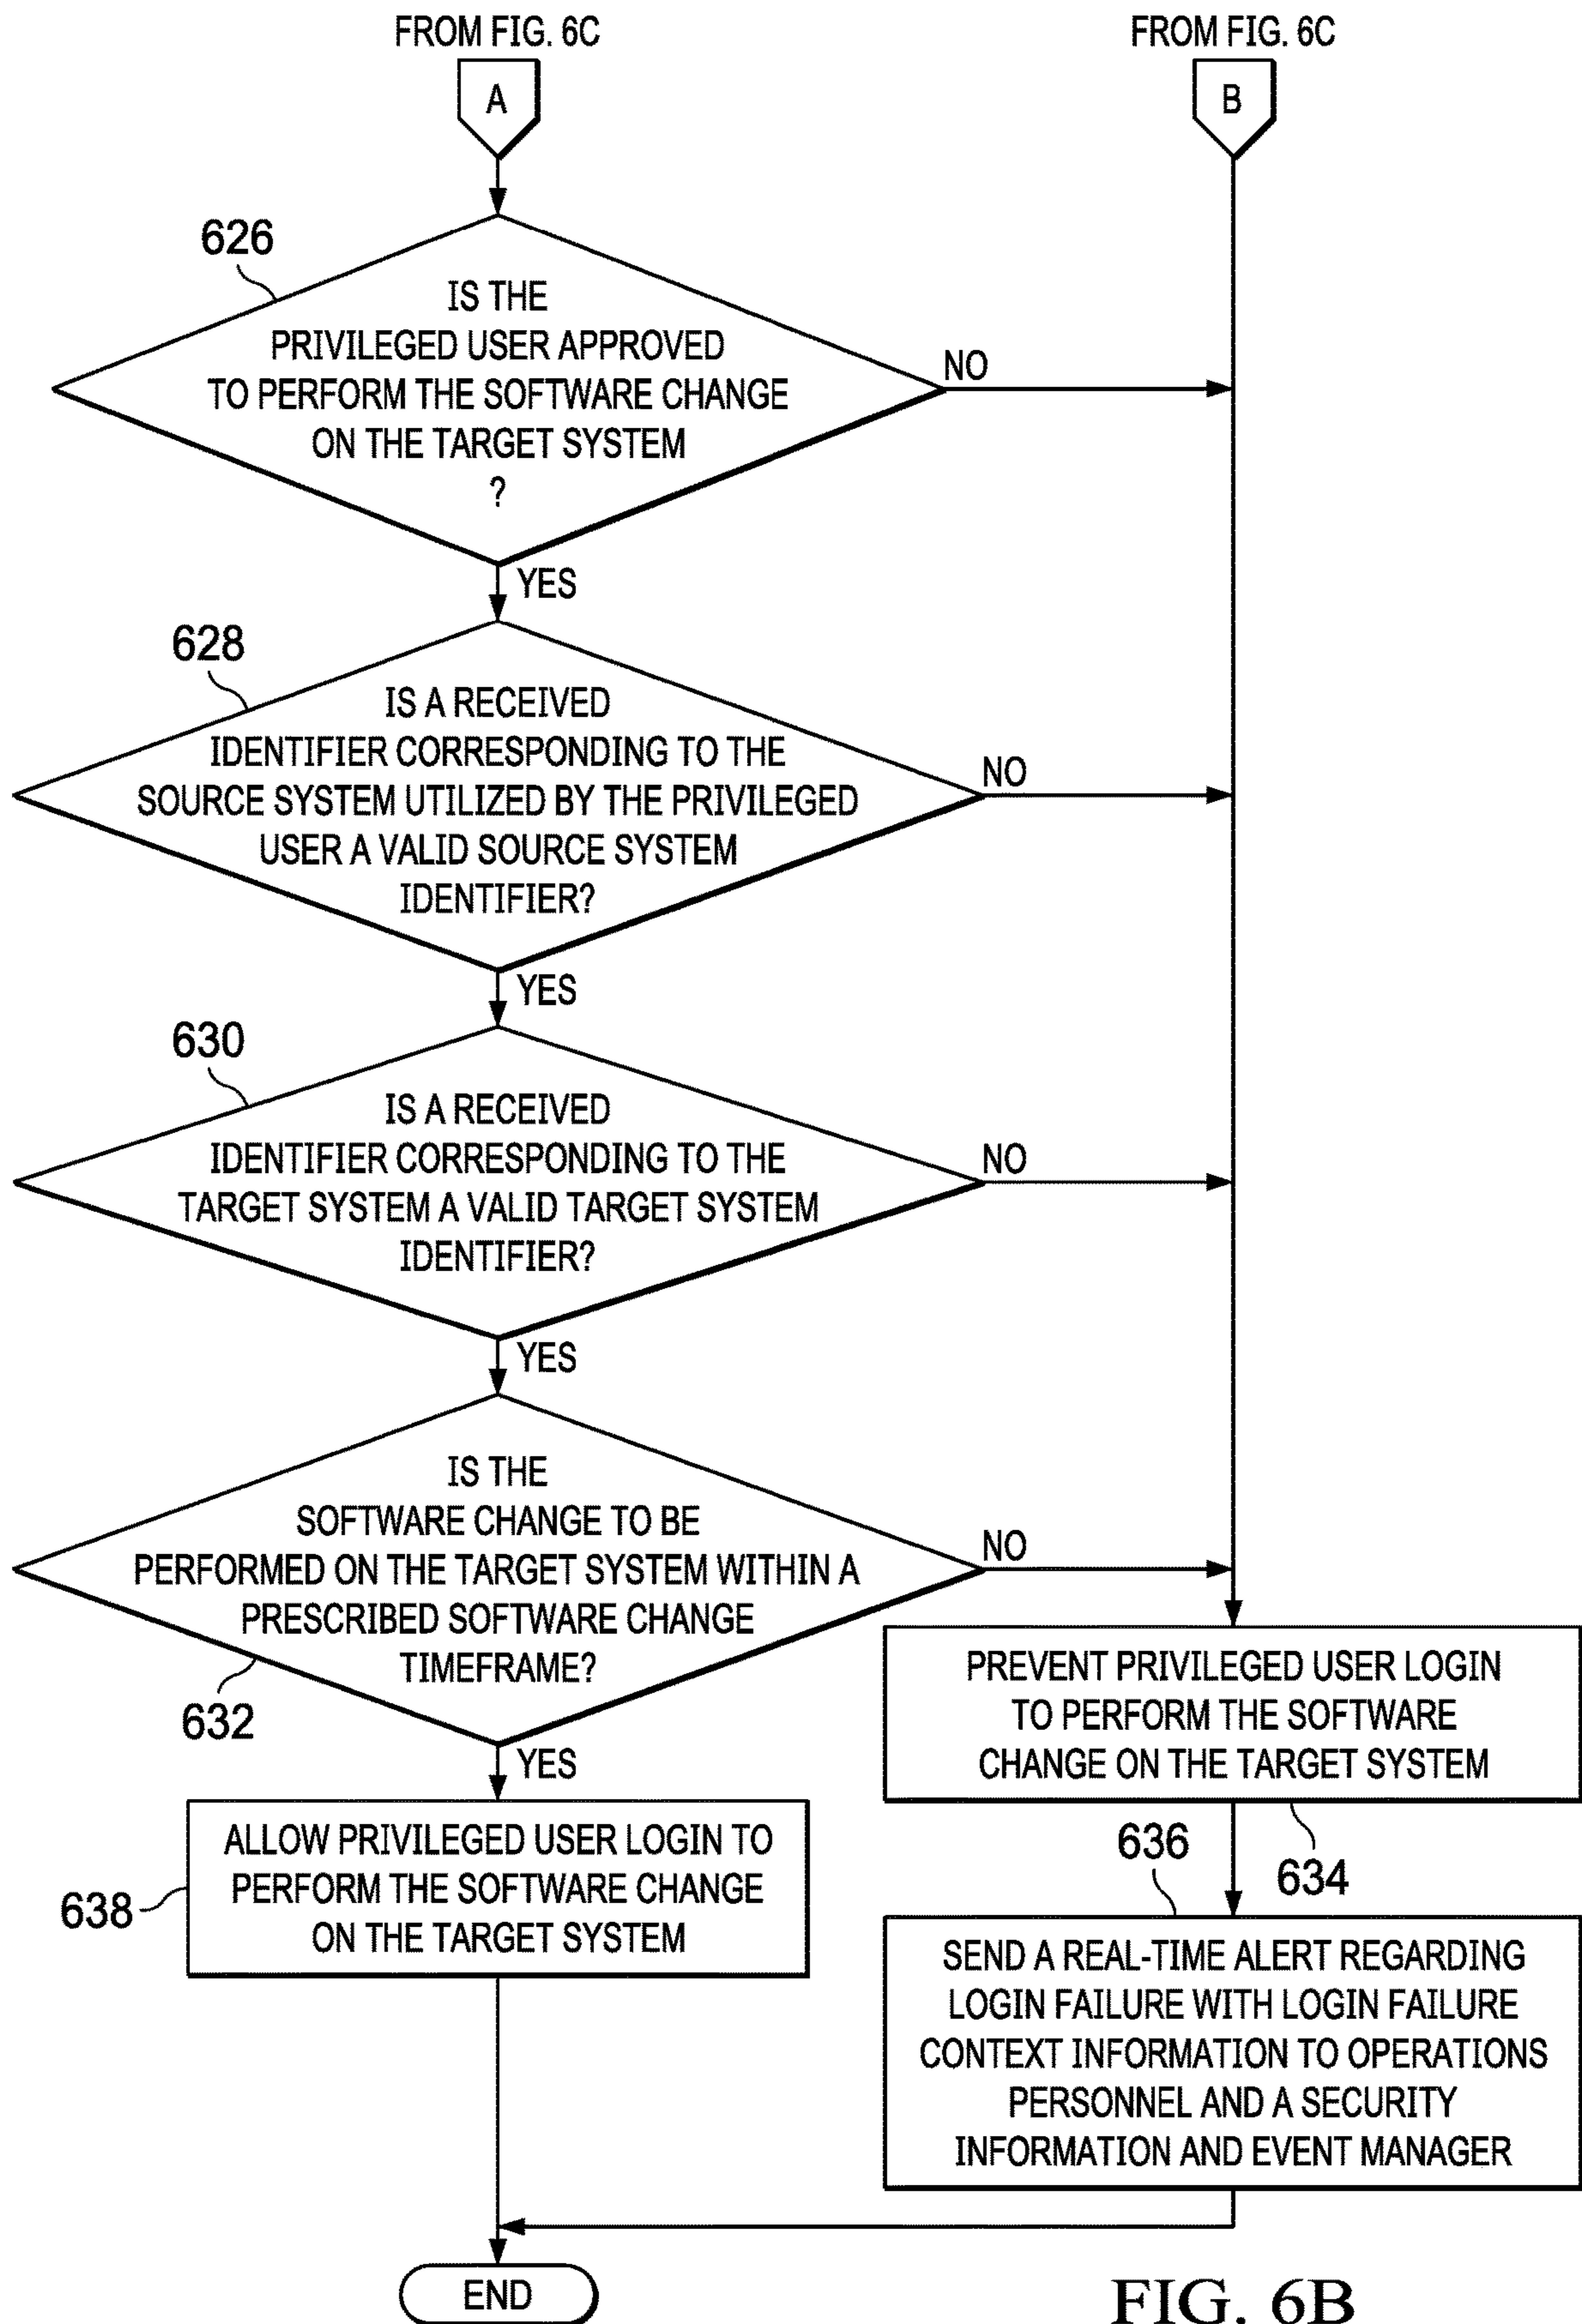 FROM FIG. 6C
A
FROM FIG. 6C
B
626
IS THE
PRIVILEGED USER APPROVED
TO PERFORM THE SOFTWARE CHANGE
ON THE TARGET SYSTEM
?
NO
YES
628
IS A RECEIVED
IDENTIFIER CORRESPONDING TO THE
SOURCE SYSTEM UTILIZED BY THE PRIVILEGED
USER A VALID SOURCE SYSTEM
IDENTIFIER?
NO
YES
630
IS A RECEIVED
IDENTIFIER CORRESPONDING TO THE
TARGET SYSTEM A VALID TARGET SYSTEM
IDENTIFIER?
NO
YES
IS THE
SOFTWARE CHANGE TO BE
PERFORMED ON THE TARGET SYSTEM WITHIN A
PRESCRIBED SOFTWARE CHANGE
TIMEFRAME?
632
NO
YES
PREVENT PRIVILEGED USER LOGIN
TO PERFORM THE SOFTWARE
CHANGE ON THE TARGET SYSTEM
634
638
ALLOW PRIVILEGED USER LOGIN TO
PERFORM THE SOFTWARE CHANGE
ON THE TARGET SYSTEM
636
SEND A REAL-TIME ALERT REGARDING
LOGIN FAILURE WITH LOGIN FAILURE
CONTEXT INFORMATION TO OPERATIONS
PERSONNEL AND A SECURITY
INFORMATION AND EVENT MANAGER
END
FIG. 6B